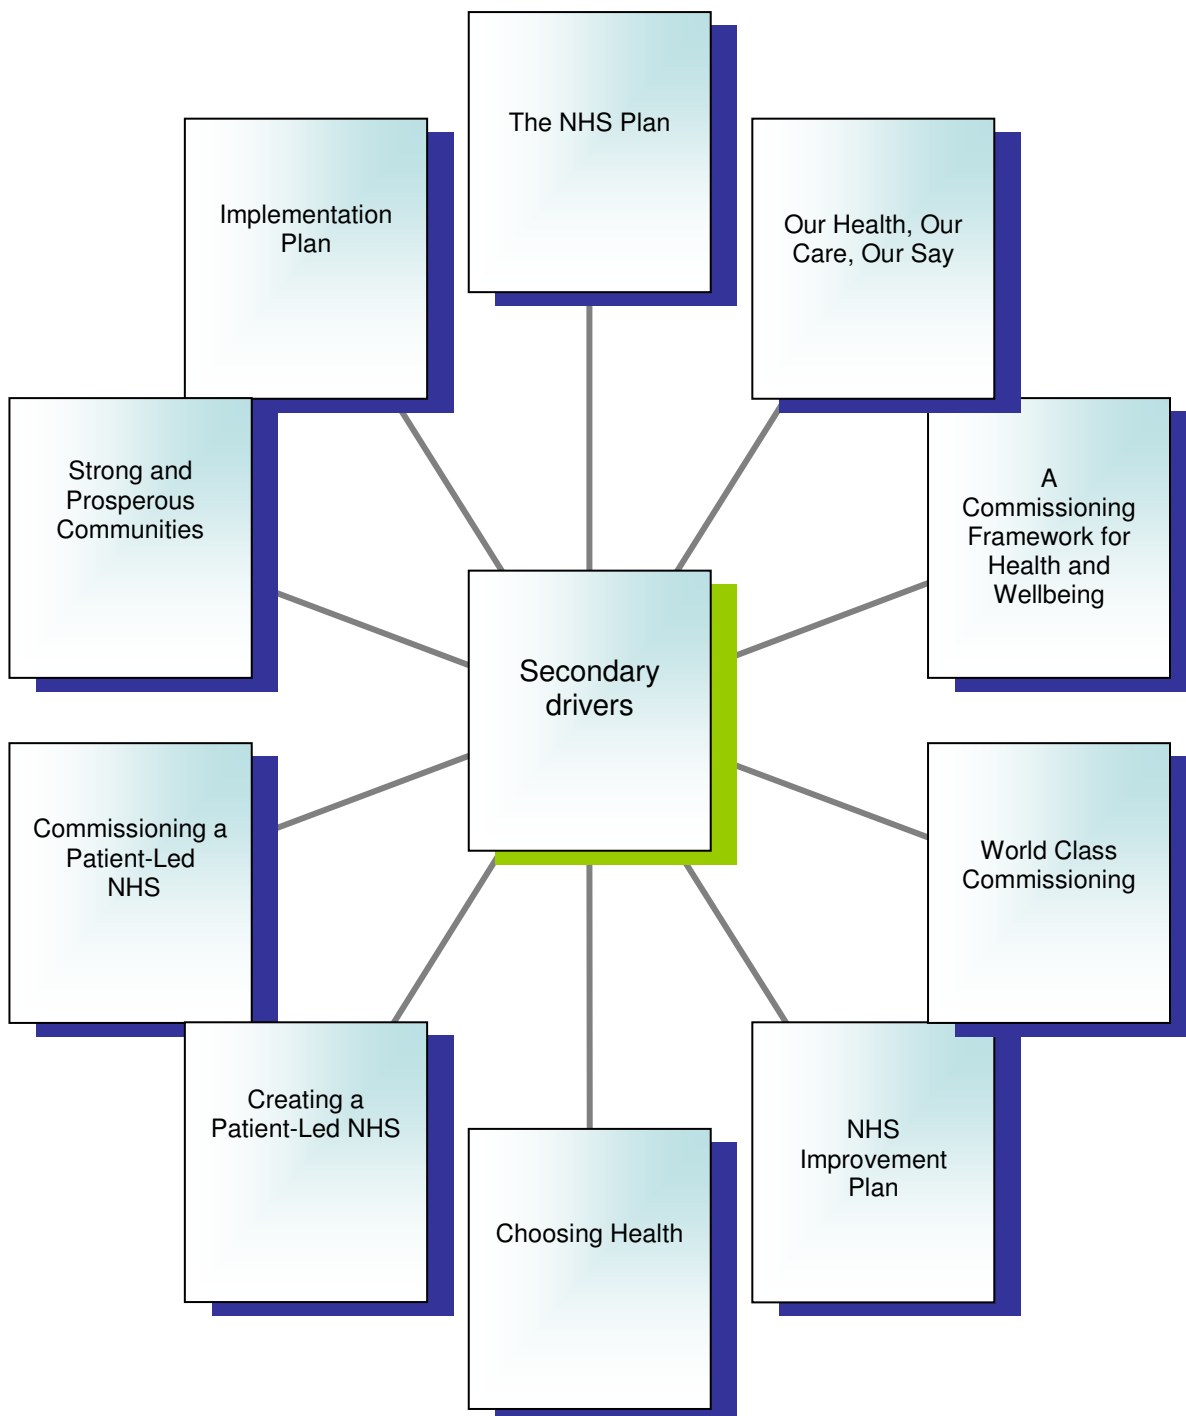 The NHS Plan
Implementation
Plan
Our Health, Our
Care, Our Say
Strong and
Prosperous
Communities
A
Commissioning
Framework for
Health and
Wellbeing
Secondary
drivers
Commissioning a
Patient-Led
NHS
World Class
Commissioning
Creating a
Patient-Led NHS
NHS
Improvement
Plan
Choosing Health